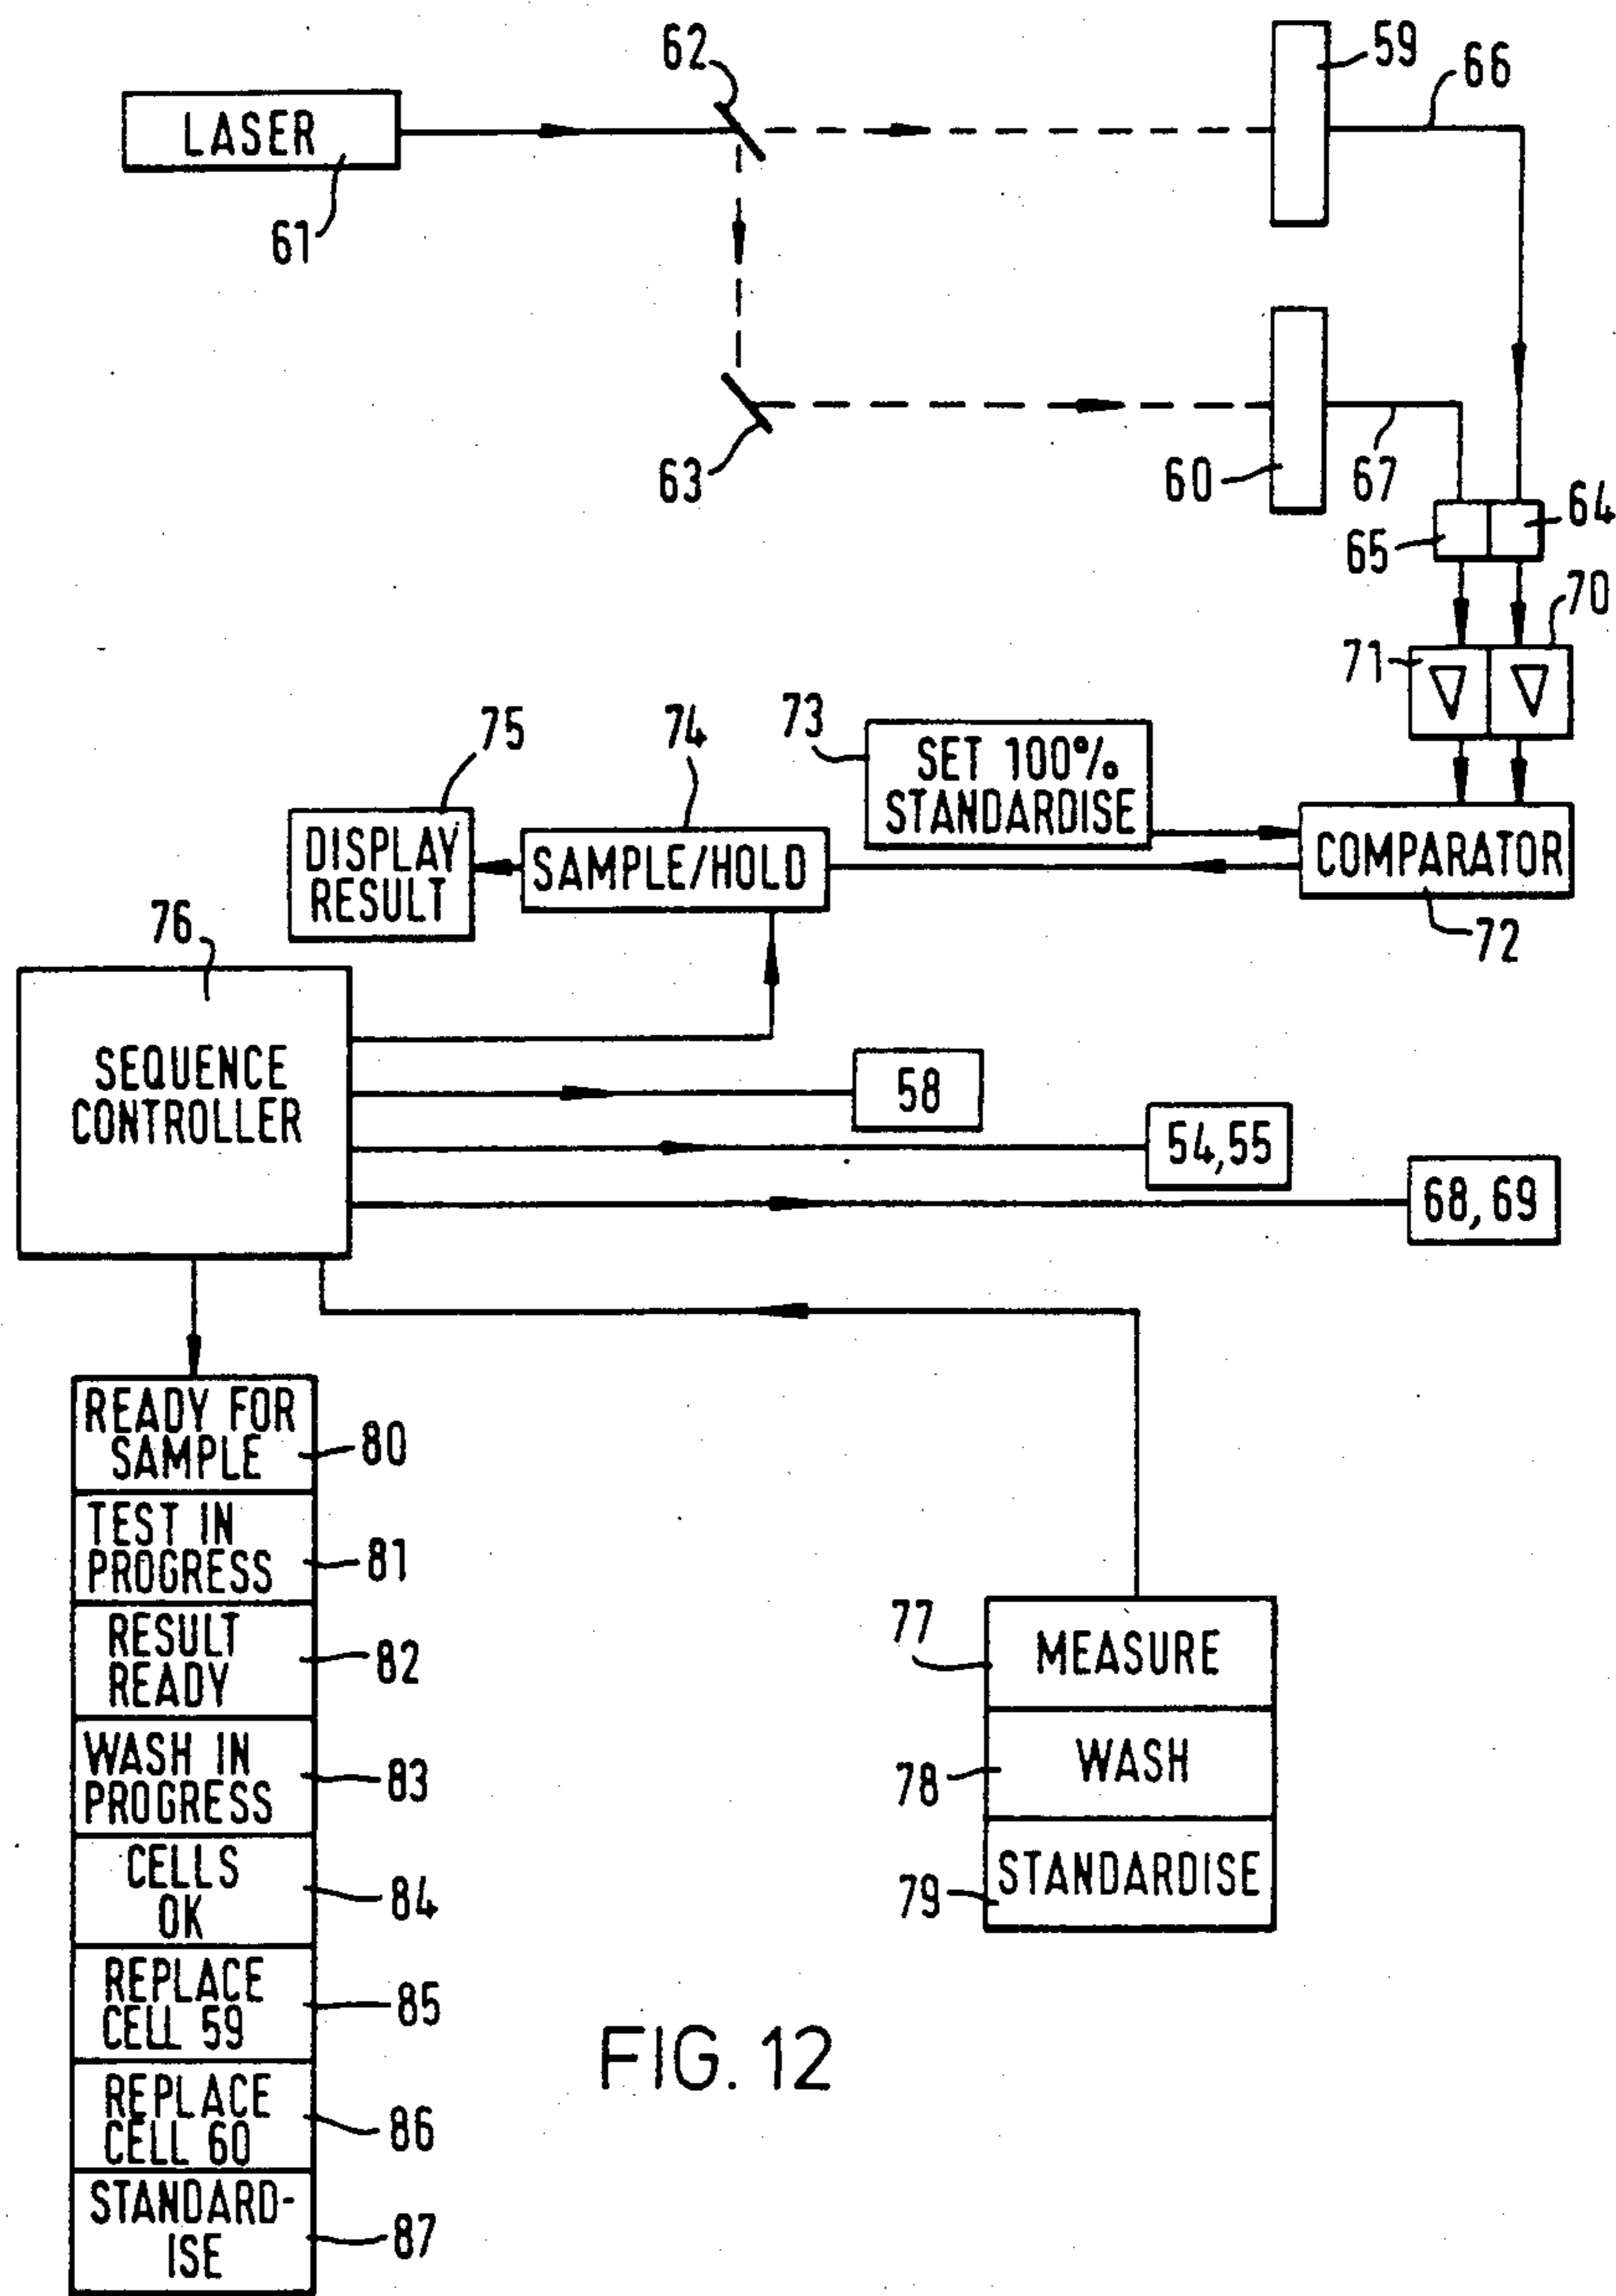 62
59
66
LASER
61
63
60
67
64
65
70
71
73
SET 100%
STANDARDISE
75
74
DISPLAY
RESULT
SAMPLE/HOLD
COMPARATOR
72
76
SEQUENCE
CONTROLLER
58
54,55
68,69
READY FOR
SAMPLE
80
TEST IN
PROGRESS
81
RESULT
READY
82
WASH IN
PROGRESS
83
CELLS
OK
84
REPLACE
CELL 59
85
REPLACE
CELL 60
86
STANDARD-
ISE
87
77
MEASURE
78
WASH
79
STANDARDISE
FIG. 12